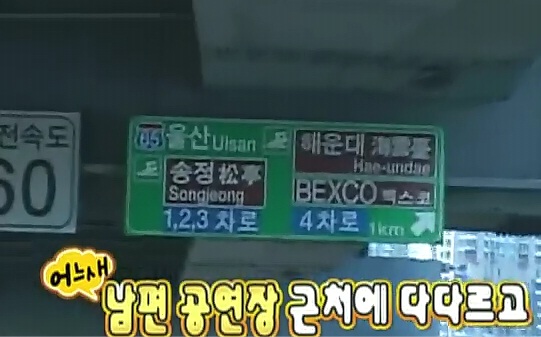 전속도
60
65 울산 Ulsan
송정 松亭
Songjeong
1,2,3 차로
해운대 海雲臺
Hae-undae
BEXCO 벡스코
4 차로 1km
어느새
남편 공연장 근처에 다다르고